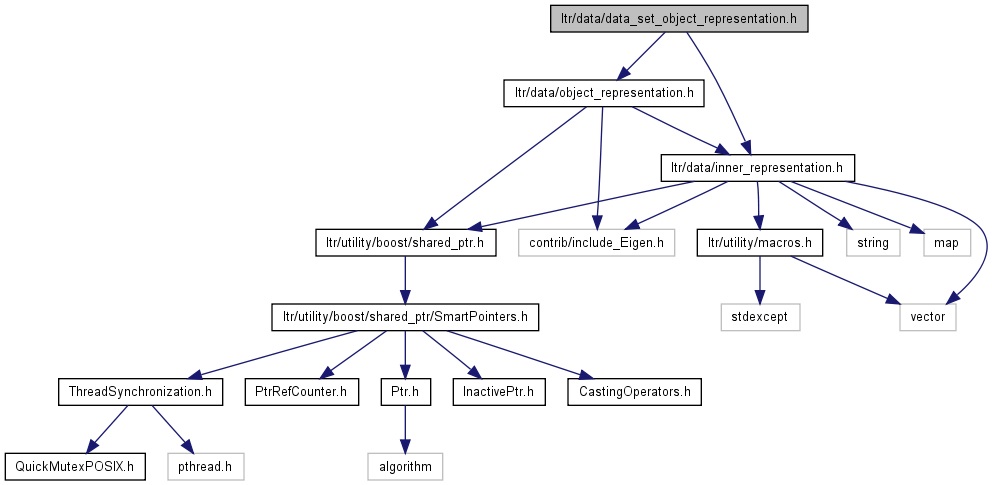 ltr/data/data_set_object_representation.h
ltr/data/object_representation.h
ltr/data/inner_representation.h
ltr/utility/boost/shared_ptr.h
contrib/include_Eigen.h
ltr/utility/macros.h
string
map
ltr/utility/boost/shared_ptr/SmartPointers.h
stdexcept
vector
ThreadSynchronization.h
PtrRefCounter.h
Ptr.h
InactivePtr.h
CastingOperators.h
QuickMutexPOSIX.h
pthread.h
algorithm